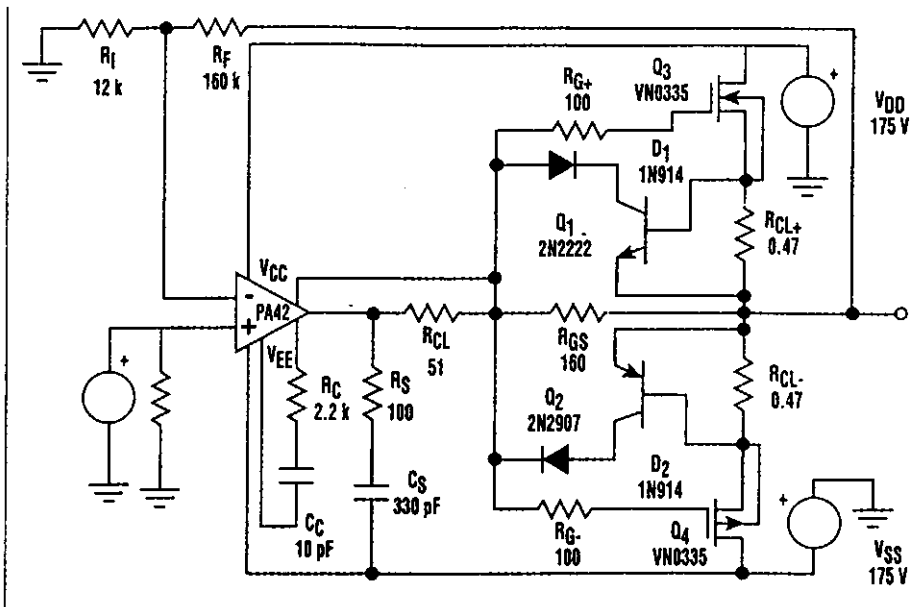 RI
12 k
RF
160 k
RG+
100
Q3
VN0335
+
VDD
175 V
D1
1N914
Q1
2N2222
RCL+
0.47
VCC
-
PA42
+
VEE
+
RCL
51
RGS
160
RC
2.2 k
RS
100
Q2
2N2907
RCL-
0.47
CC
10 pF
CS
330 pF
D2
1N914
RG-
100
Q4
VN0335
+
VSS
175 V